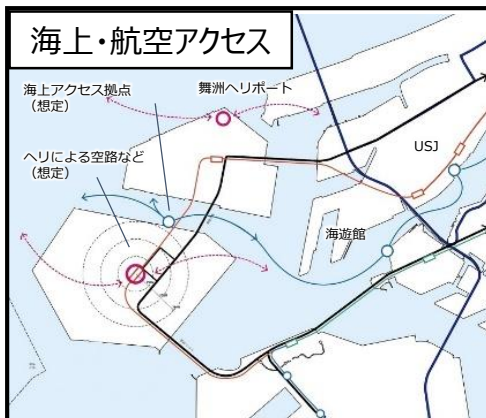 海上・航空アクセス
海上アクセス拠点
（想定）
舞洲ヘリポート
ヘリによる空路など
（想定）
USJ
海遊館